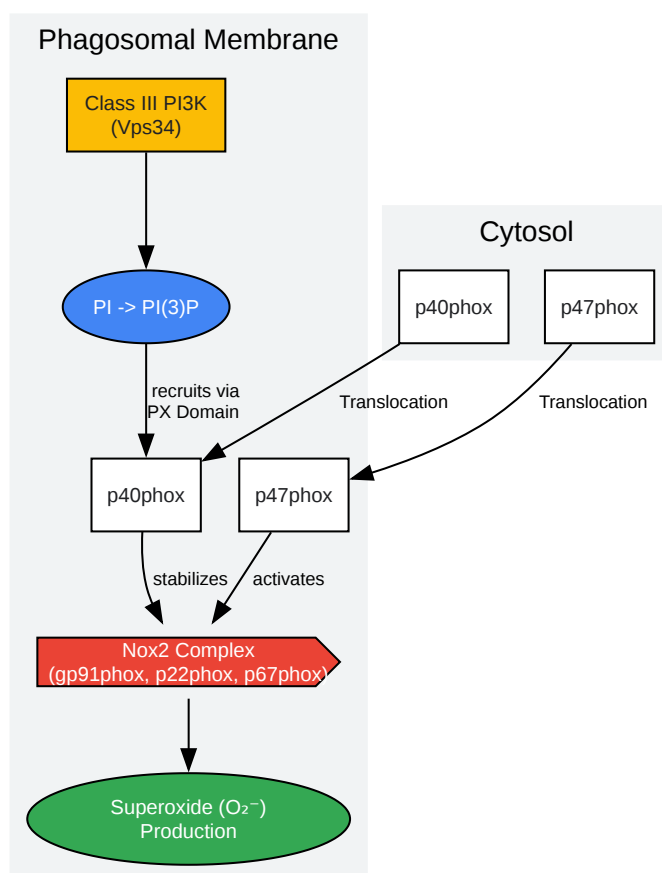 Phagosomal Membrane
Class III PI3K
(Vps34)
Cytosol
PI -> PI(3)P
p40phox
p47phox
recruits via
PX Domain
Translocation
Translocation
p40phox
p47phox
stabilizes
activates
Nox2 Complex
(gp91phox, p22phox, p67phox)
Superoxide (O₂⁻)
Production